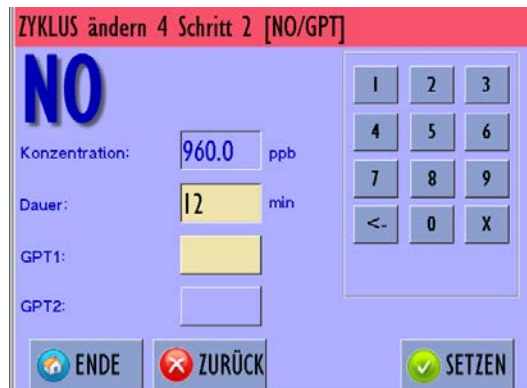 ZYKLUS ändern 4 Schritt 2 [NO/GPT]
NO
Konzentration: 960.0 ppb
Dauer: 12 min
GPT1:
GPT2:
1 2 3
4 5 6
7 8 9
<- 0 X
ENDE ZURÜCK SETZEN